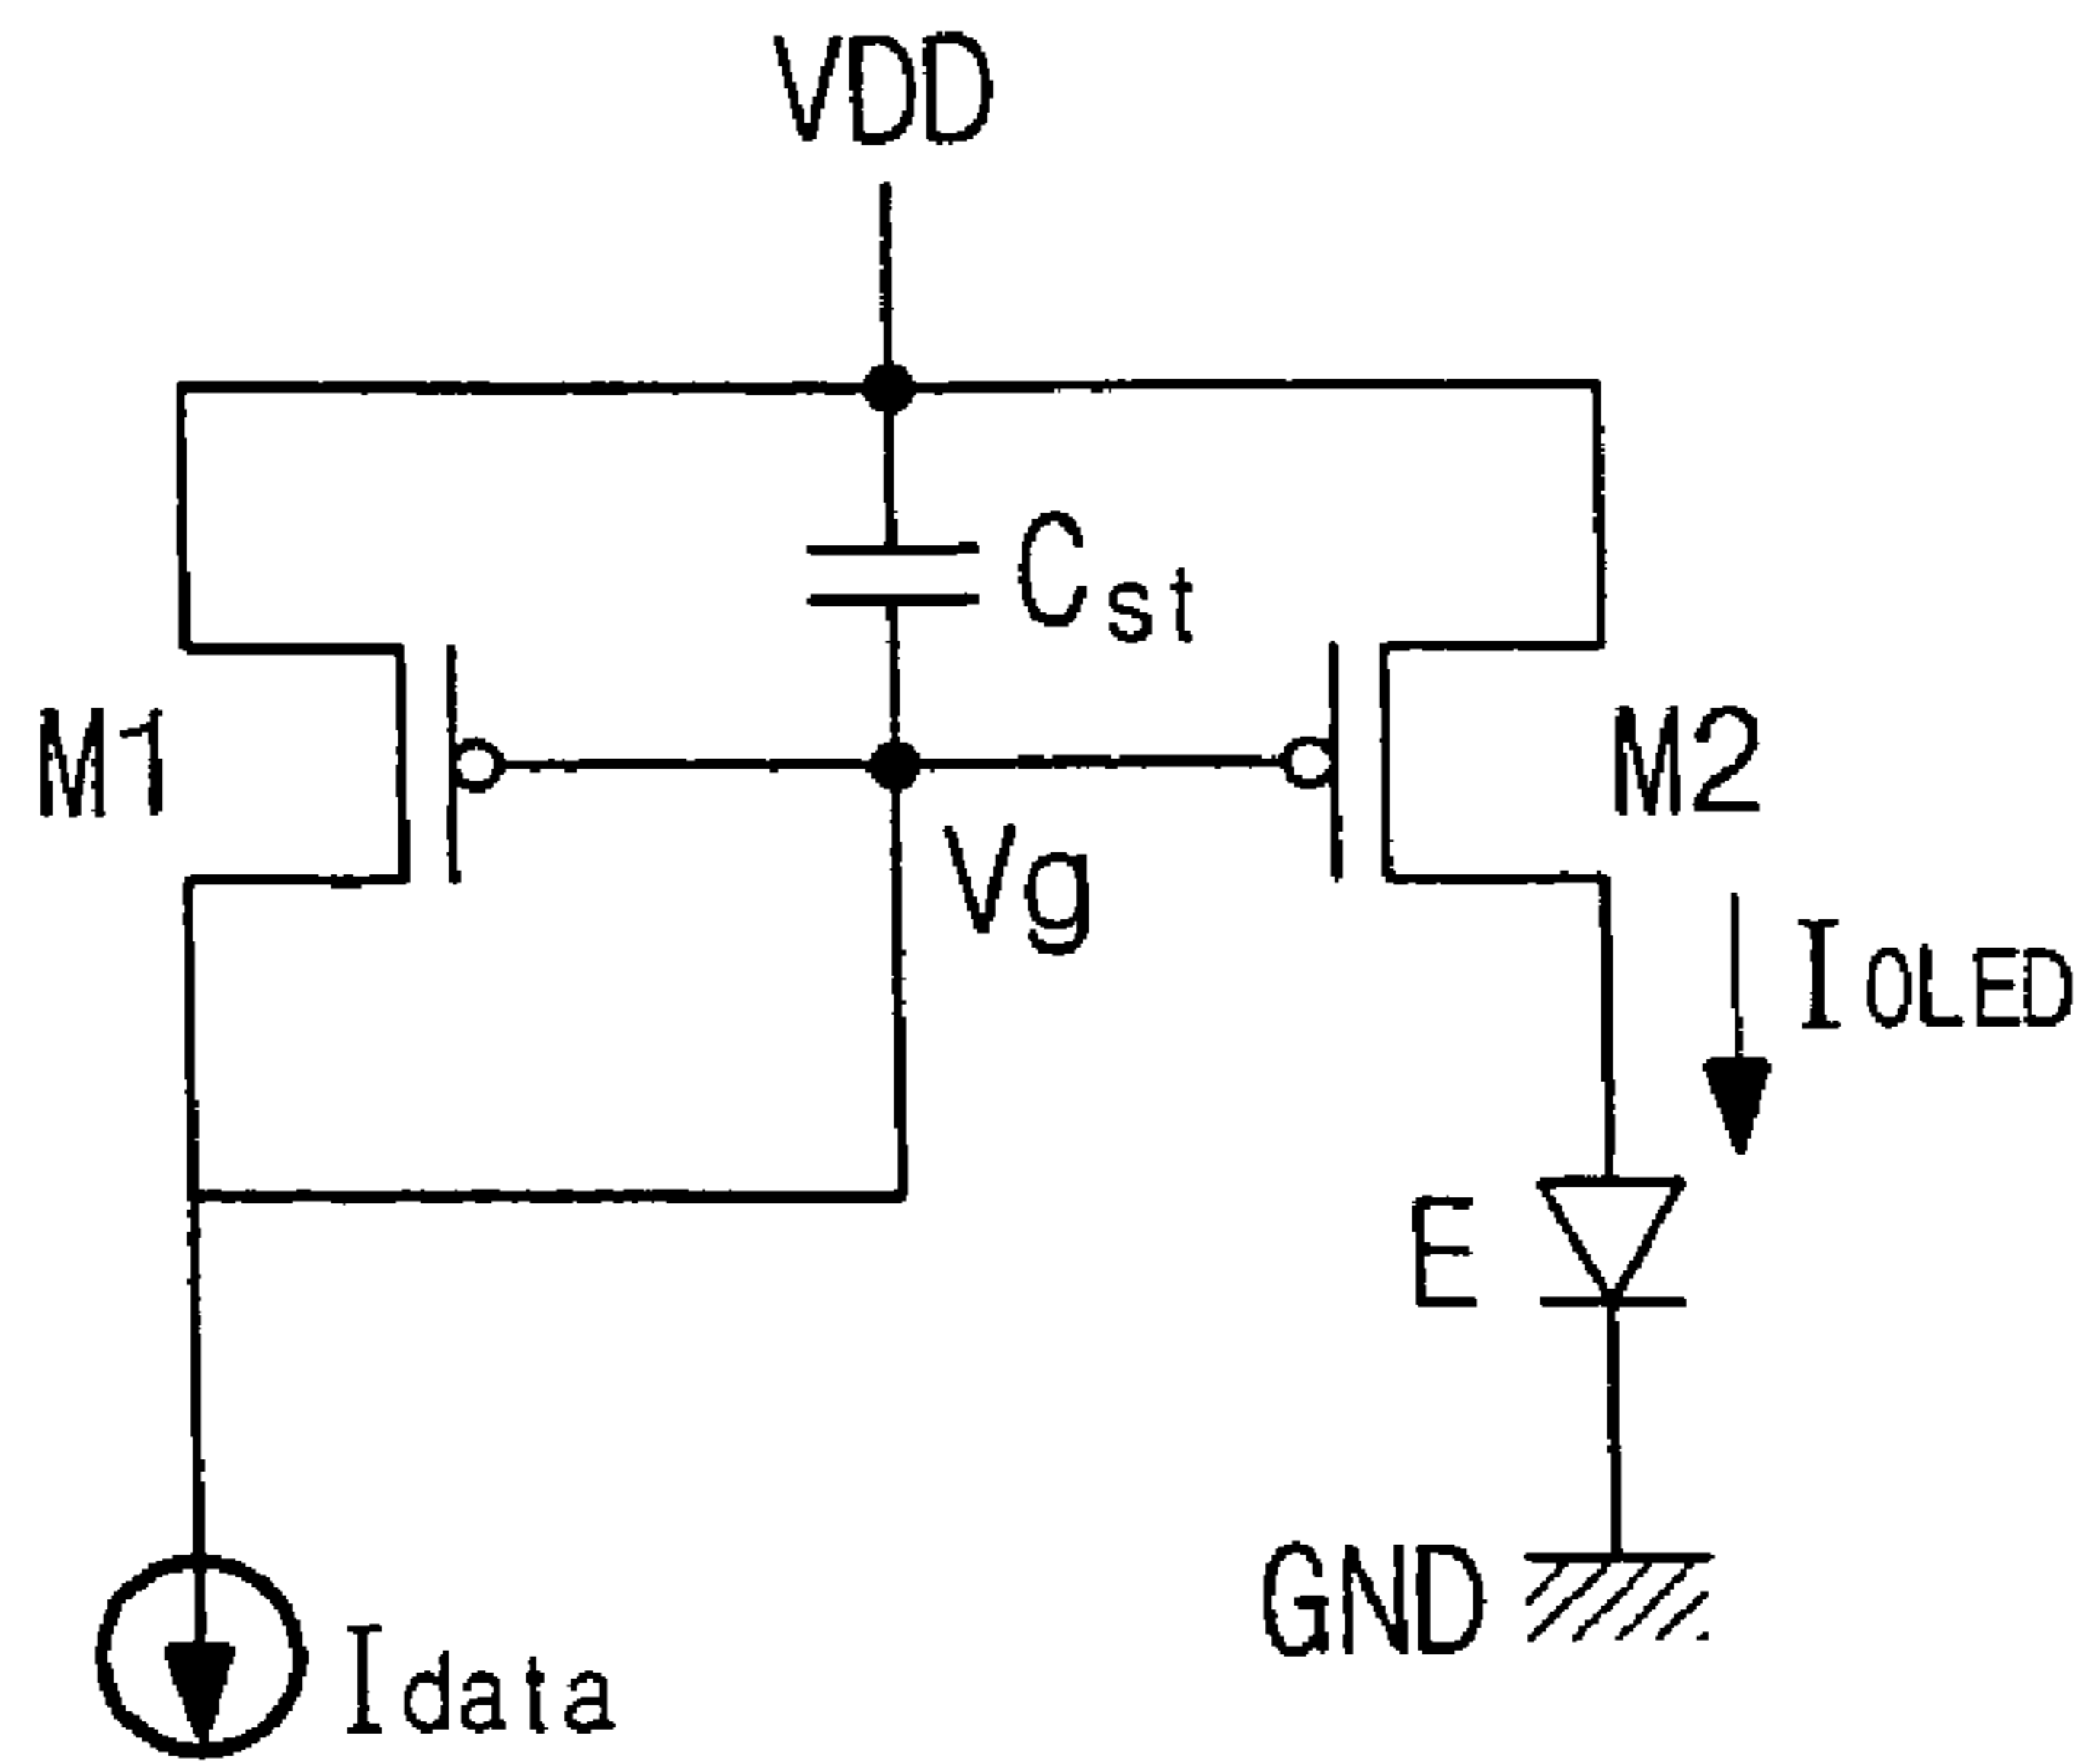 VDD
Cst
M1
M2
Vg
IOLED
E
GND
Idata